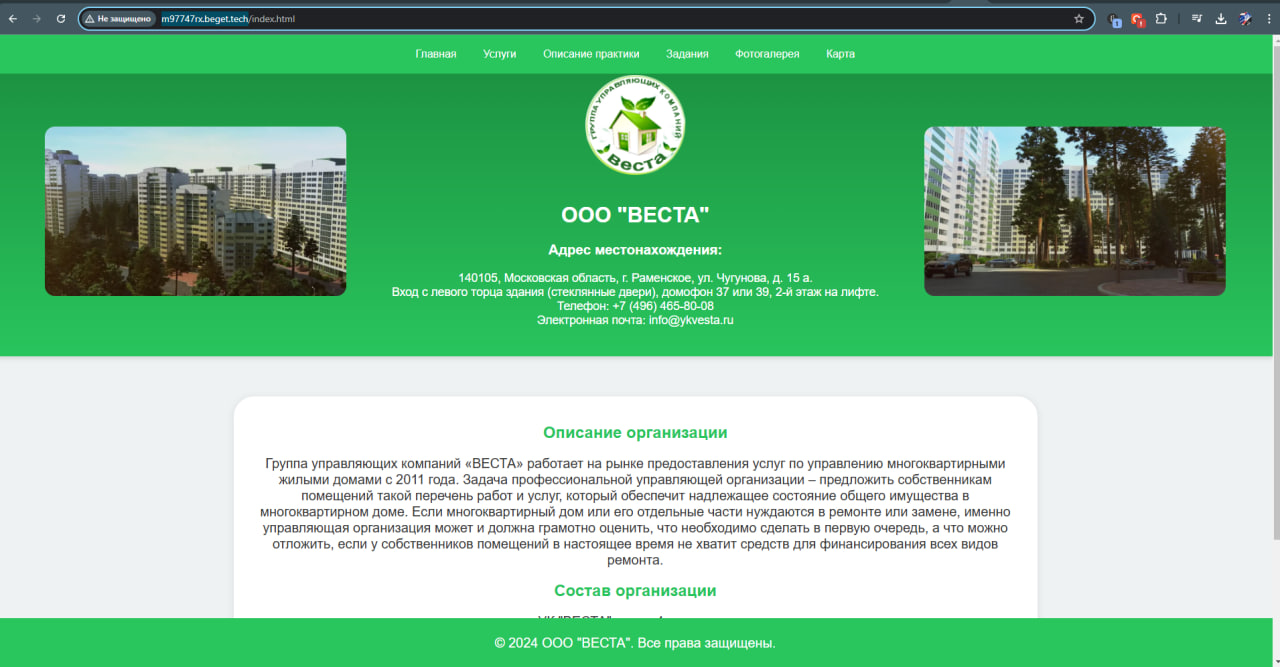 Не защищено m97747rx.beget.tech/index.html
1
1
Главная Услуги Описание практики Задания Фотогалерея Карта
ГРУППА УПРАВЛЯЮЩИХ КОМПАНИЙ
Веста
ООО "ВЕСТА"
Адрес местонахождения:
140105, Московская область, г. Раменское, ул. Чугунова, д. 15 а.
Вход с левого торца здания (стеклянные двери), домофон 37 или 39, 2-й этаж на лифте.
Телефон: +7 (496) 465-80-08
Электронная почта: info@ykvesta.ru
Описание организации
Группа управляющих компаний «ВЕСТА» работает на рынке предоставления услуг по управлению многоквартирными
жилыми домами с 2011 года. Задача профессиональной управляющей организации – предложить собственникам
помещений такой перечень работ и услуг, который обеспечит надлежащее состояние общего имущества в
многоквартирном доме. Если многоквартирный дом или его отдельные части нуждаются в ремонте или замене, именно
управляющая организация может и должна грамотно оценить, что необходимо сделать в первую очередь, а что можно
отложить, если у собственников помещений в настоящее время не хватит средств для финансирования всех видов
ремонта.
Состав организации
© 2024 ООО "ВЕСТА". Все права защищены.